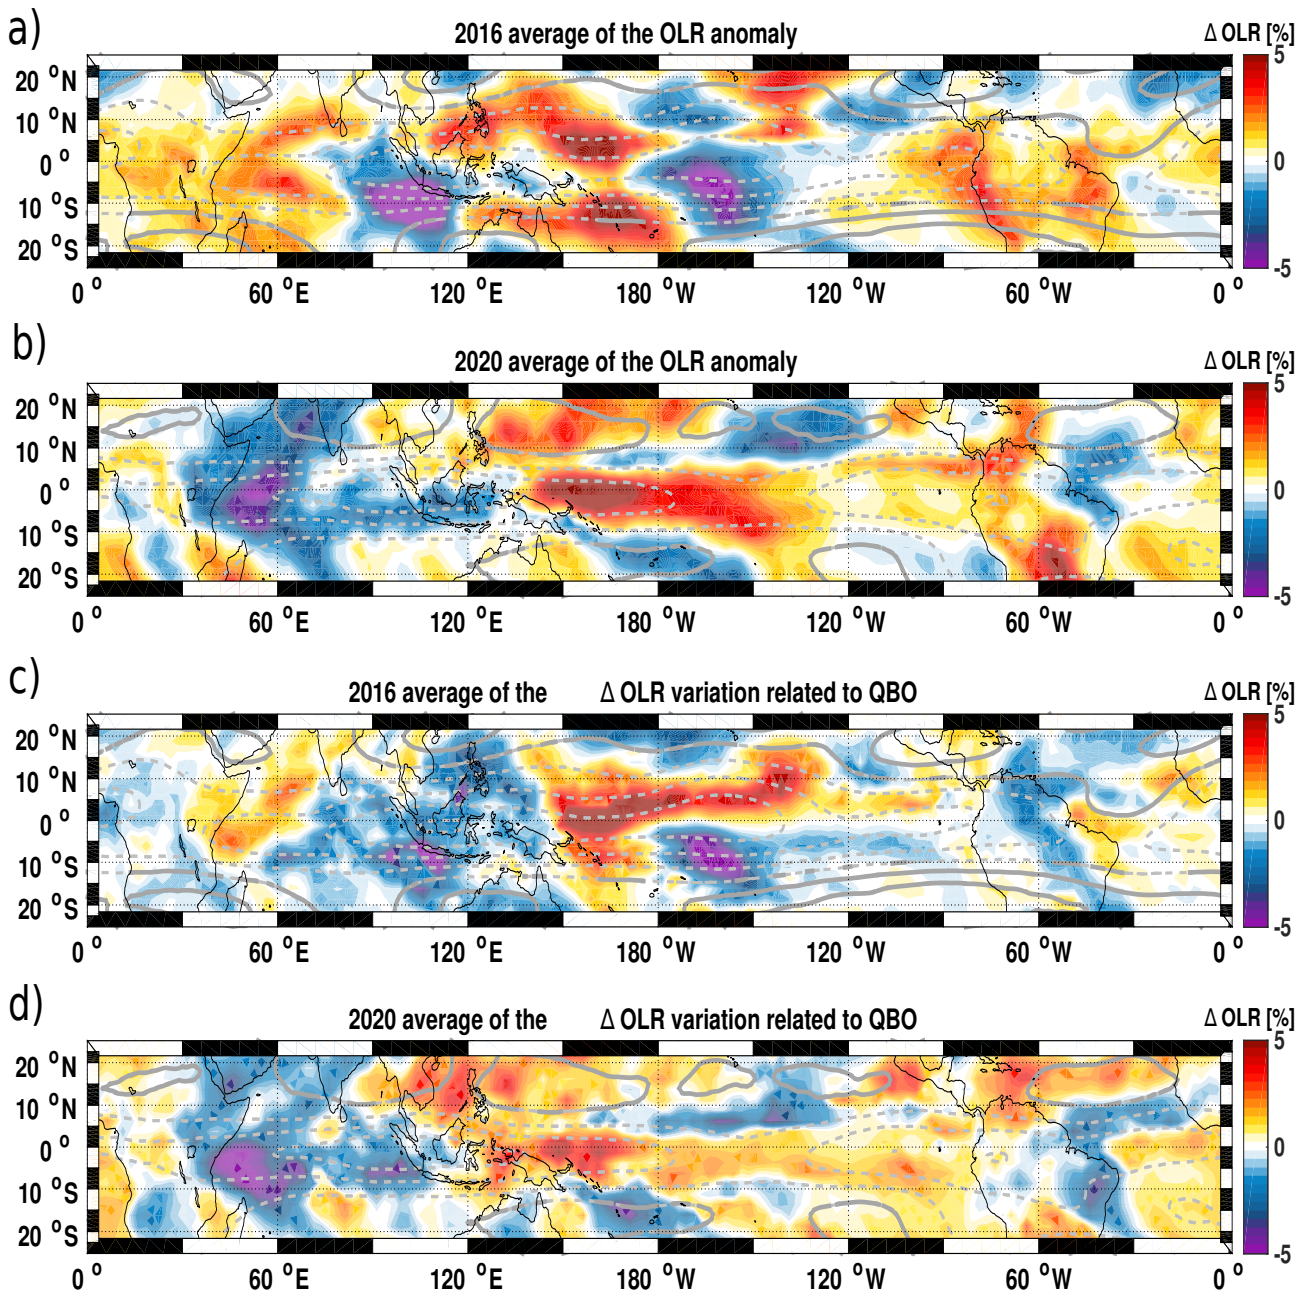 a)
2016 average of the OLR anomaly
Δ OLR [%]
5
20 °N
10 °N
0 °
10 °S
20 °S
0
-5
0 °
60 °E
120 °E
180 °W
120 °W
60 °W
0 °
b)
2020 average of the OLR anomaly
Δ OLR [%]
5
20 °N
10 °N
0 °
10 °S
20 °S
0
-5
0 °
60 °E
120 °E
180 °W
120 °W
60 °W
0 °
c)
2016 average of the Δ OLR variation related to QBO
Δ OLR [%]
5
20 °N
10 °N
0 °
10 °S
20 °S
0
-5
0 °
60 °E
120 °E
180 °W
120 °W
60 °W
0 °
d)
2020 average of the Δ OLR variation related to QBO
Δ OLR [%]
5
20 °N
10 °N
0 °
10 °S
20 °S
0
-5
0 °
60 °E
120 °E
180 °W
120 °W
60 °W
0 °